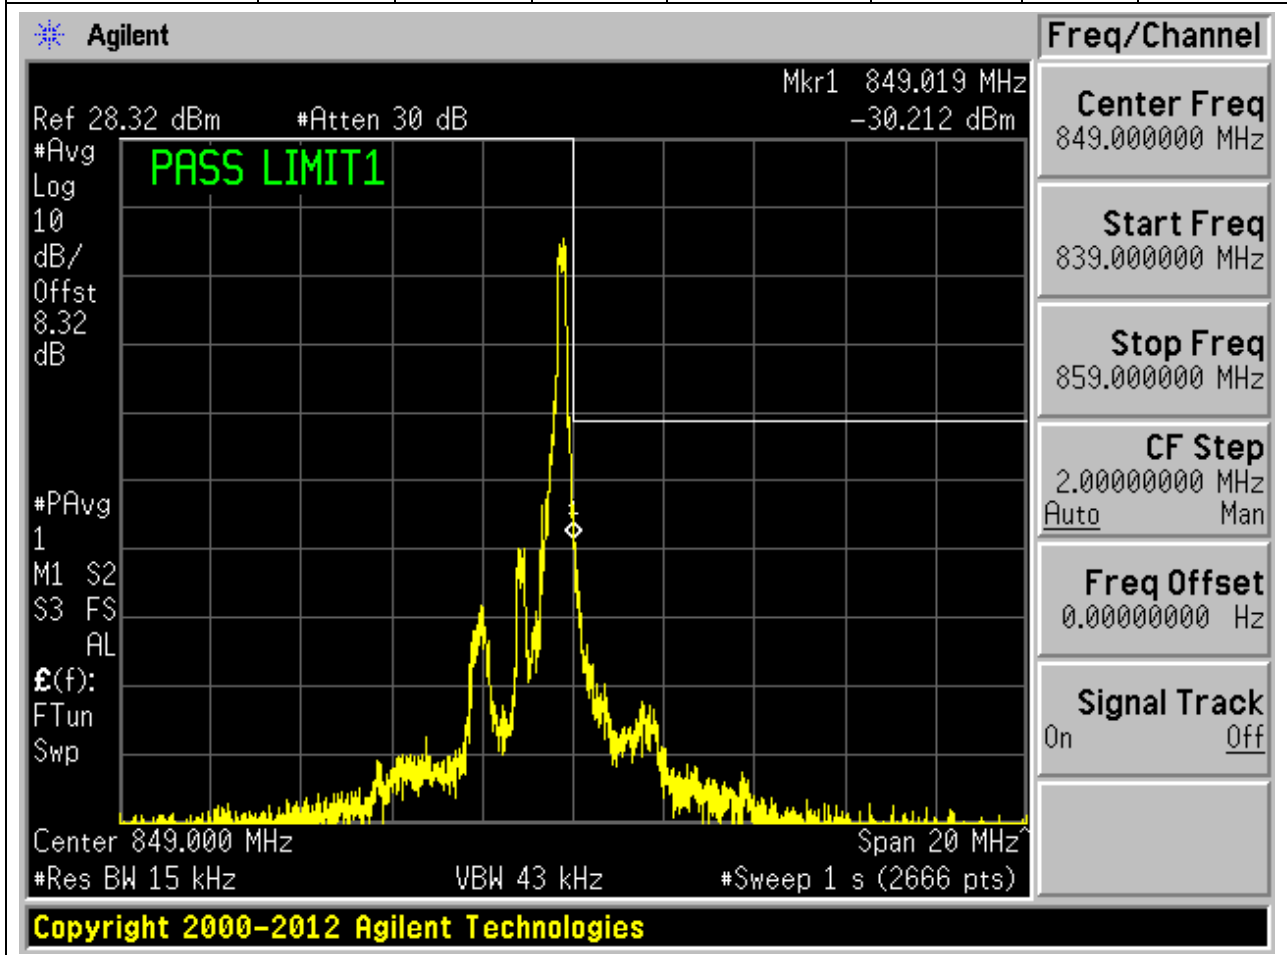 Agilent
Freq/Channel
Mkr1 849.019 MHz
Ref 28.32 dBm #Atten 30 dB -30.212 dBm
#Avg
Log
10
dB/
Offst
8.32
dB
PASS LIMIT1
#PAvg
1
M1 S2
S3 FS
AL
£(f):
FTun
Swp
1
Center 849.000 MHz Span 20 MHz^
#Res BW 15 kHz VBW 43 kHz #Sweep 1 s (2666 pts)
Center Freq
849.000000 MHz
Start Freq
839.000000 MHz
Stop Freq
859.000000 MHz
CF Step
2.00000000 MHz
Auto Man
Freq Offset
0.00000000 Hz
Signal Track
On Off
Copyright 2000-2012 Agilent Technologies